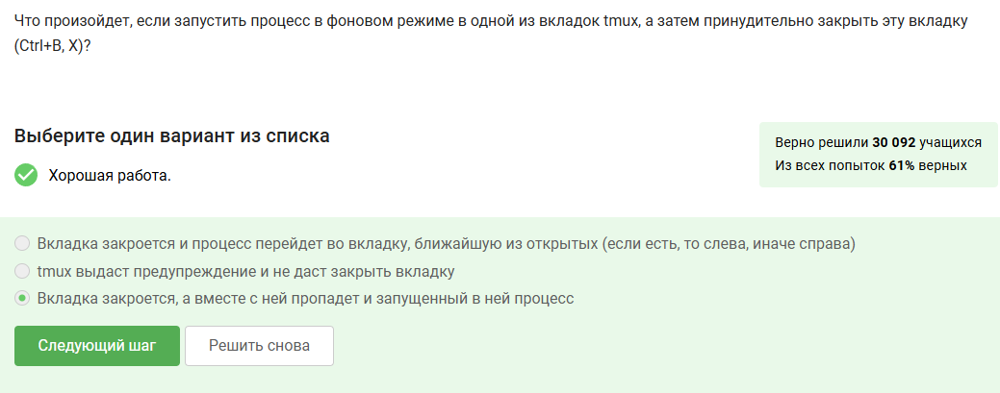 Что произойдет, если запустить процесс в фоновом режиме в одной из вкладок tmux, а затем принудительно закрыть эту вкладку
(Ctrl+B, X)?
Выберите один вариант из списка
Хорошая работа.
Верно решили 30 092 учащихся
Из всех попыток 61% верных
Вкладка закроется и процесс перейдет во вкладку, ближайшую из открытых (если есть, то слева, иначе справа)
tmux выдаст предупреждение и не даст закрыть вкладку
Вкладка закроется, а вместе с ней пропадет и запущенный в ней процесс
Следующий шаг
Решить снова